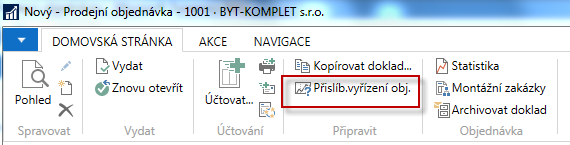 Nový - Prodejní objednávka - 1001 · BYT-KOMPLET s.r.o.
DOMOVSKÁ STRÁNKA AKCE NAVIGACE
Pohled
Spravovat
Vydat
Znovu otevřít
Vydat
Účtovat...
Účtování
Kopírovat doklad...
Přislíb.vyřízení obj.
Připravit
Statistika
Montážní zakázky
Archivovat doklad
Objednávka